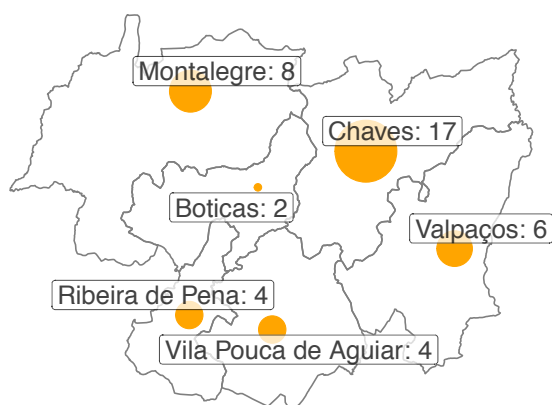 Montalegre: 8
Chaves: 17
Boticas: 2
Valpaços: 6
Ribeira de Pena: 4
Vila Pouca de Aguiar: 4